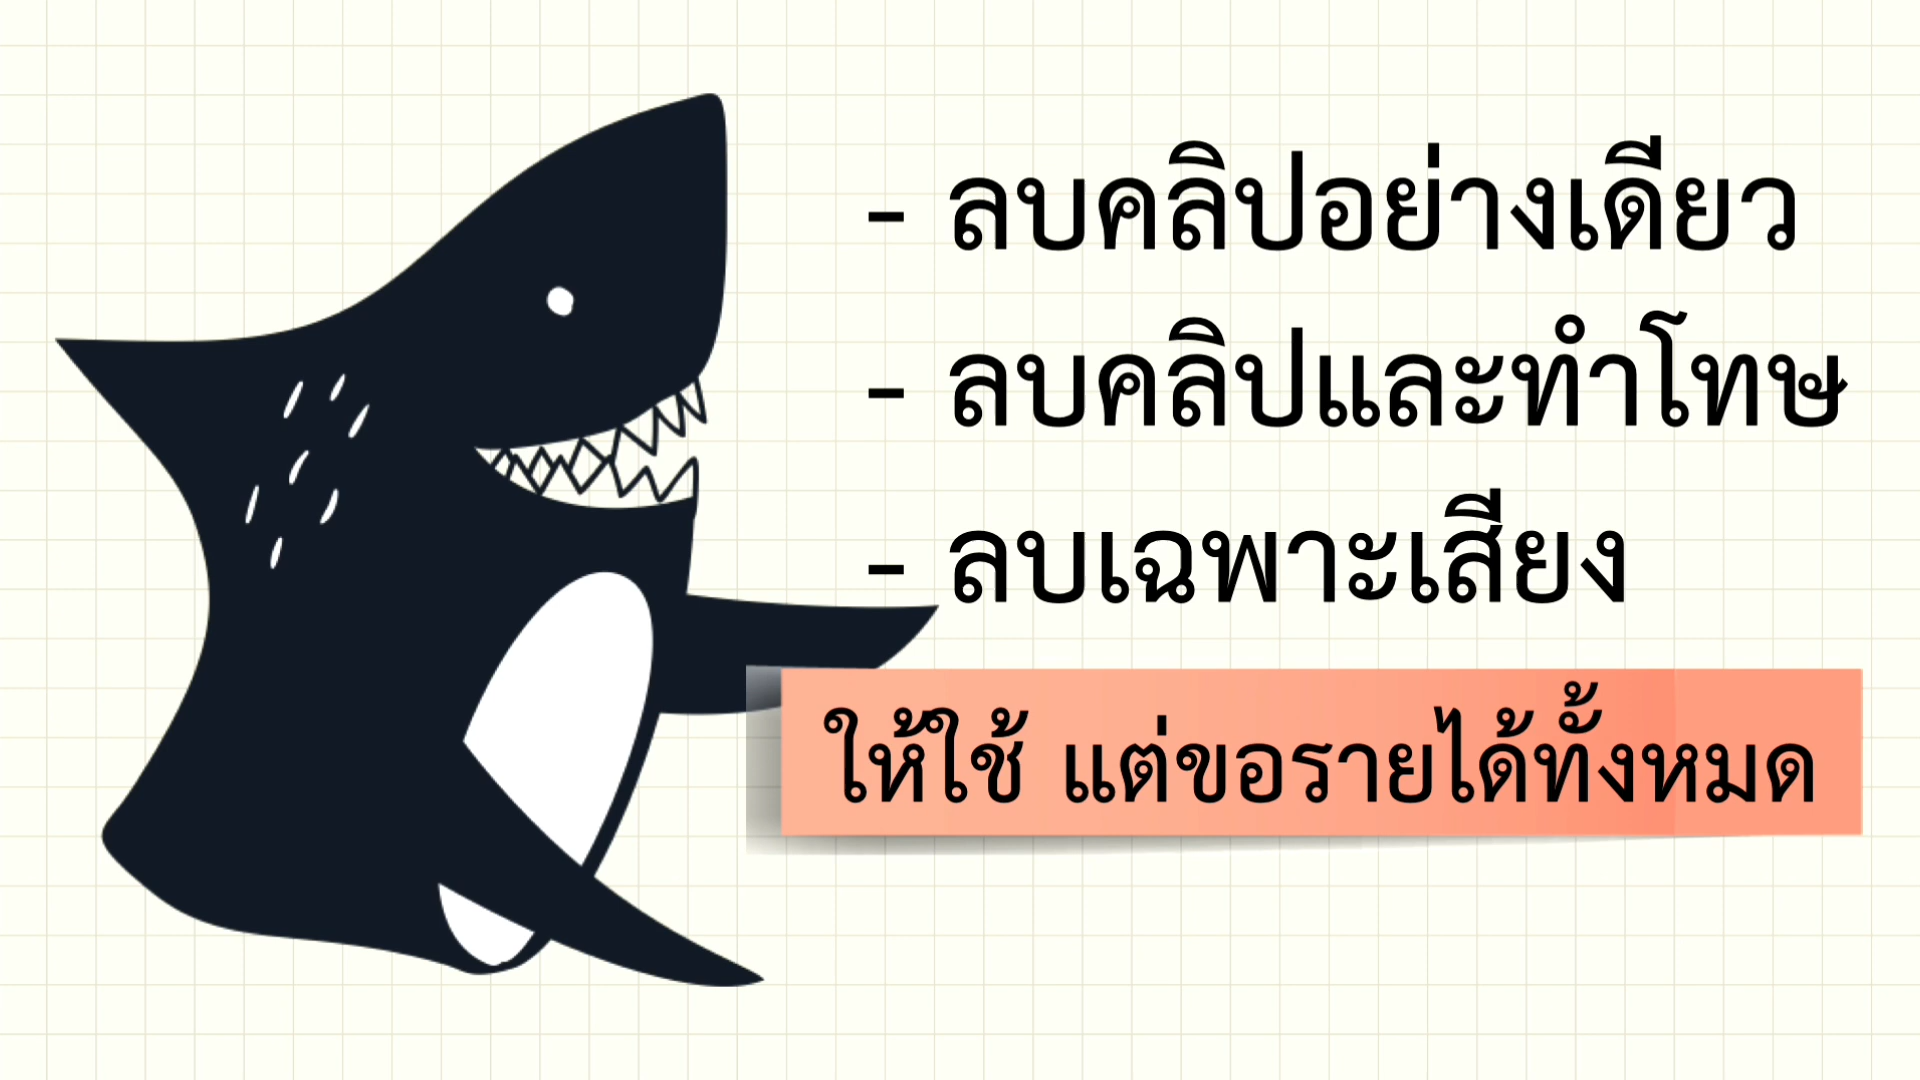 - ลบคลิปอย่างเดียว
- ลบคลิปและทำโทษ
- ลบเฉพาะเสียง
ให้ใช้ แต่ขอรายได้ทั้งหมด